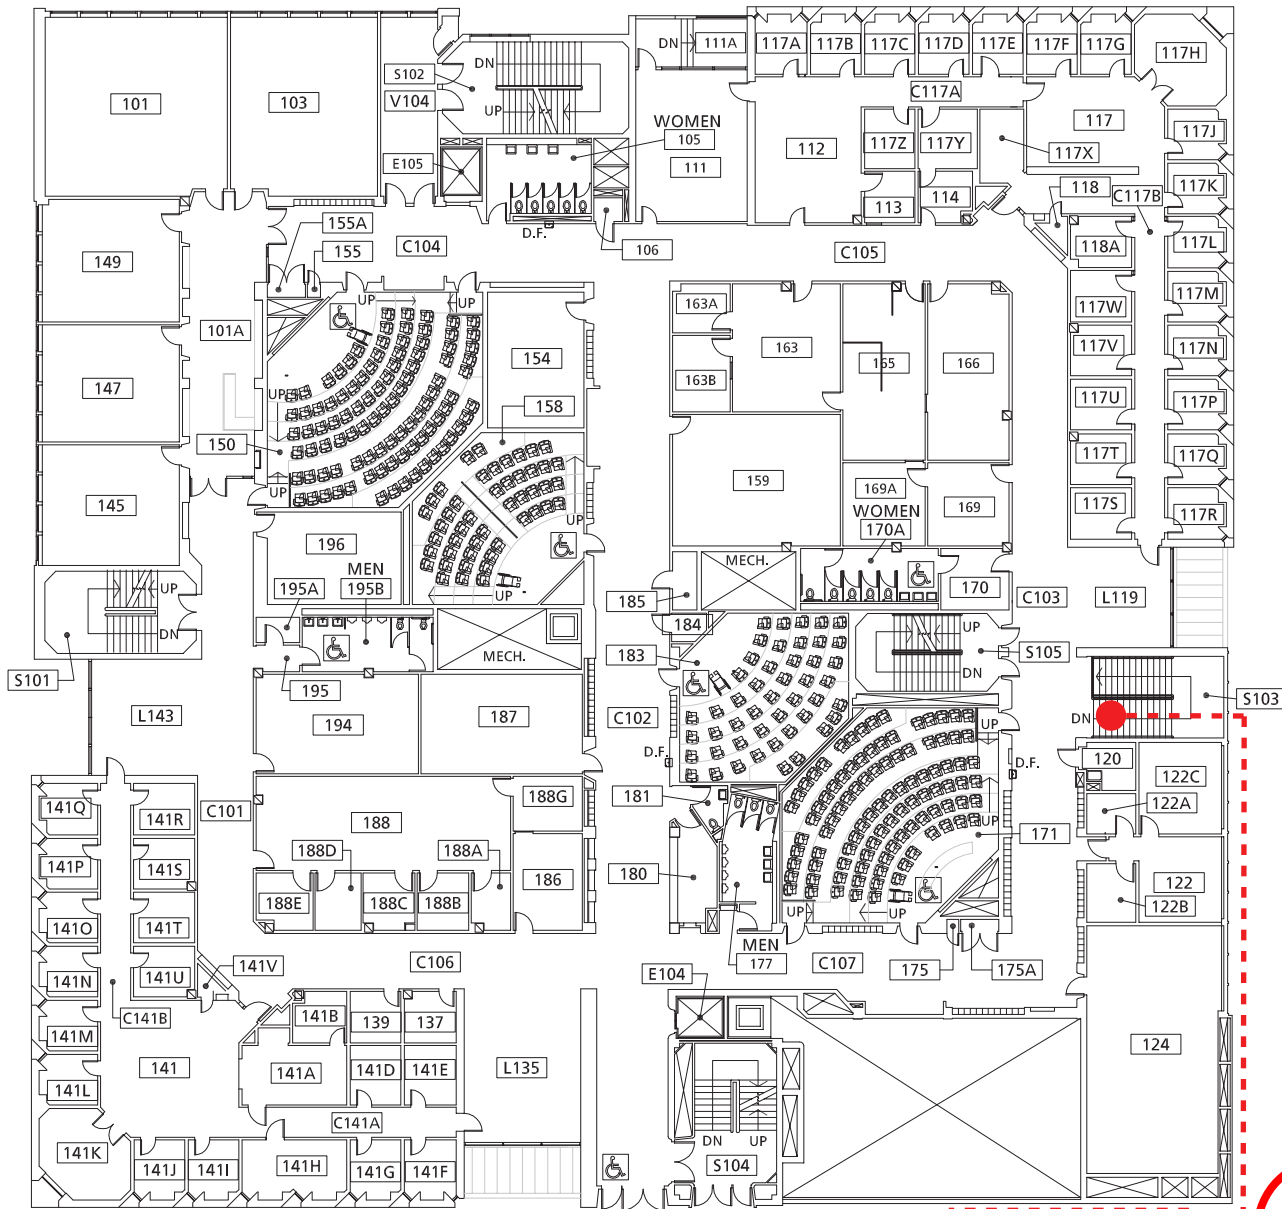 DN
111A
117A
117B
117C
117D
117E
117F
117G
117H
S102
DN
UP
V104
C117A
101
103
WOMEN
105
111
112
117Z
117Y
117
117X
117J
E105
113
114
118
117K
C117B
155A
155
D.F.
106
C104
C105
118A
117L
149
UP
UP
163A
163
117W
117M
101A
154
165
166
117V
117N
147
163B
UP
158
117U
117P
150
159
117T
117Q
145
UP
UP
169A
WOMEN
170A
169
117S
117R
196
MEN
195B
195A
UP
MECH.
185
170
C103
L119
UP
DN
184
UP
S105
DN
183
MECH.
S101
195
S103
L143
194
187
C102
DN
UP
D.F.
D.F.
120
122C
141Q
141R
C101
188G
181
122A
188
UP
171
141P
141S
188D
188A
186
180
122
188E
188C
188B
122B
141O
141T
UP
UP
MEN
177
C106
C107
175
175A
141N
141U
141V
E104
C141B
141B
139
137
141M
124
141
141A
141D
141E
L135
141L
C141A
DN
UP
141K
141J
141I
141H
141G
141F
S104